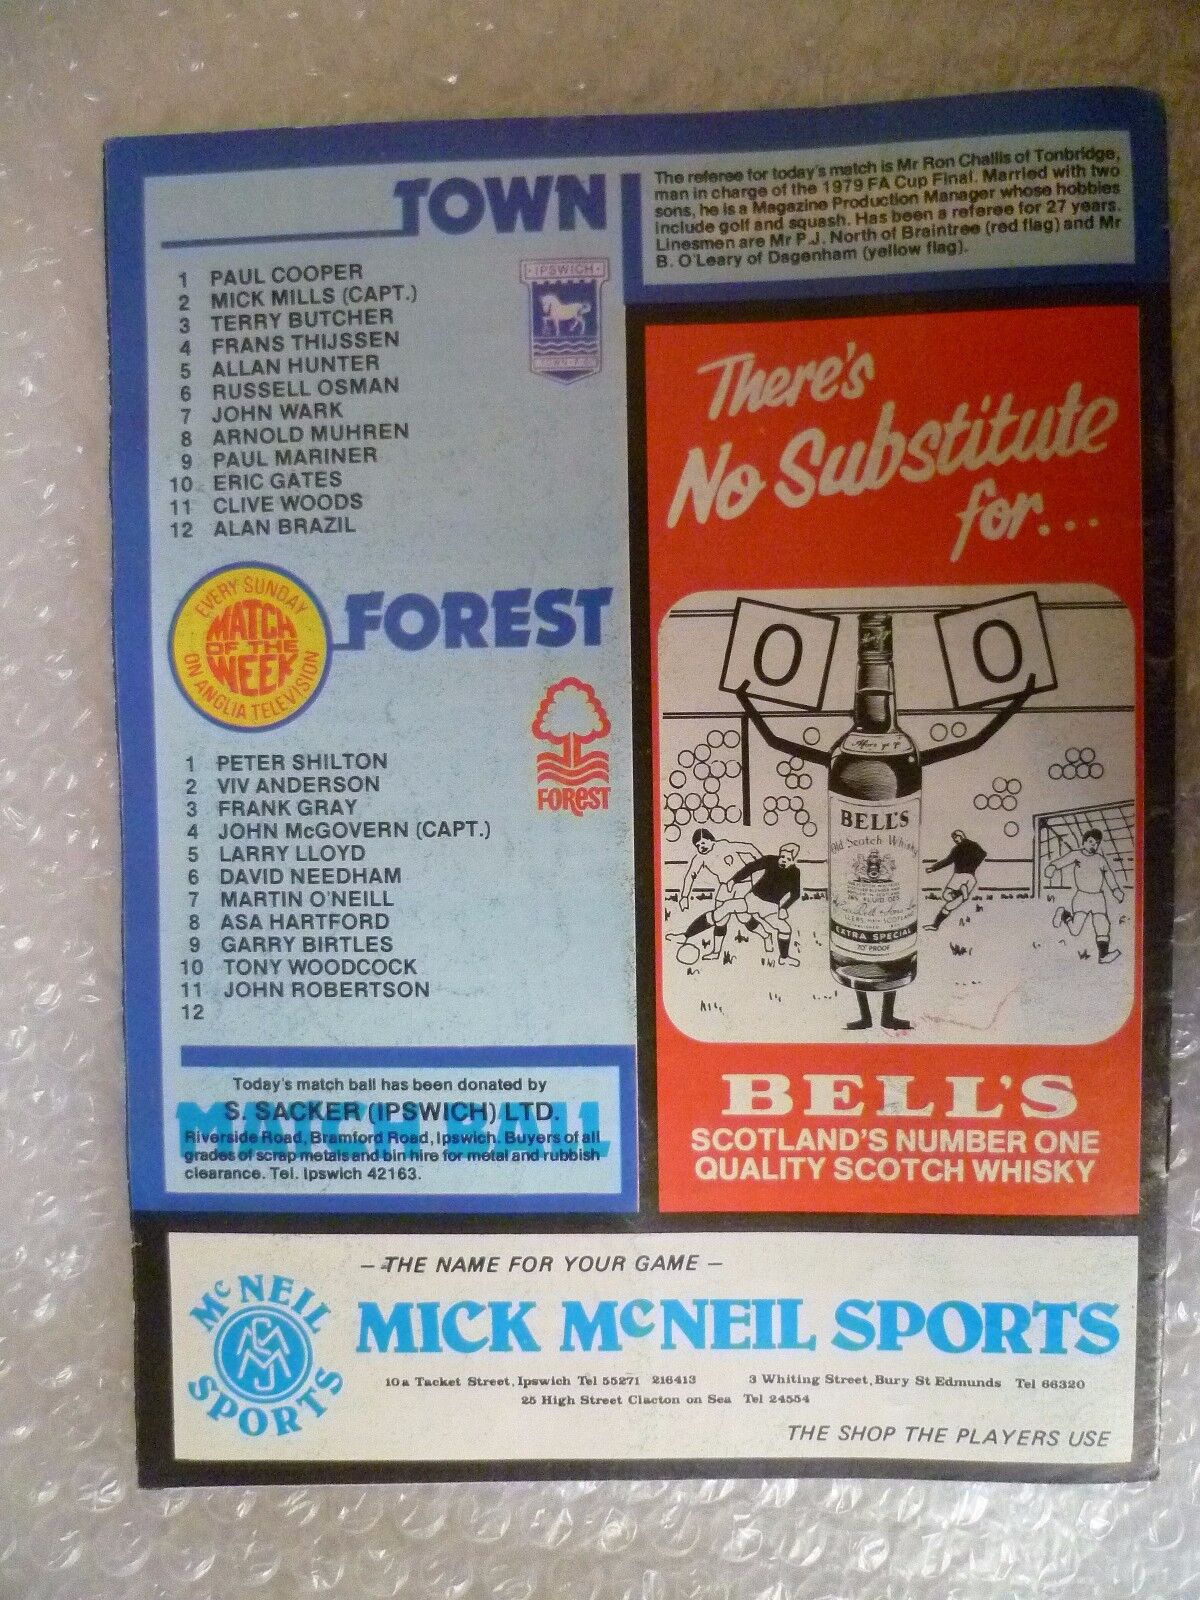 TOWN
IPSWICH
1 PAUL COOPER
2 MICK MILLS (CAPT.)
3 TERRY BUTCHER
4 FRANS THIJSSEN
5 ALLAN HUNTER
6 RUSSELL OSMAN
7 JOHN WARK
8 ARNOLD MUHREN
9 PAUL MARINER
10 ERIC GATES
11 CLIVE WOODS
12 ALAN BRAZIL
EVERY SUNDAY
MATCH
OF THE
WEEK
ON ANGLIA TELEVISION
FOREST
FOREST
1 PETER SHILTON
2 VIV ANDERSON
3 FRANK GRAY
4 JOHN McGOVERN (CAPT.)
5 LARRY LLOYD
6 DAVID NEEDHAM
7 MARTIN O'NEILL
8 ASA HARTFORD
9 GARRY BIRTLES
10 TONY WOODCOCK
11 JOHN ROBERTSON
12
MATCH BALL
Today's match ball has been donated by
S. SACKER (IPSWICH) LTD.
Riverside Road, Bramford Road, Ipswich. Buyers of all
grades of scrap metals and bin hire for metal and rubbish
clearance. Tel. Ipswich 42163.
The referee for today's match is Mr Ron Challis of Tonbridge,
man in charge of the 1979 FA Cup Final. Married with two
sons, he is a Magazine Production Manager whose hobbies
include golf and squash. Has been a referee for 27 years.
Linesmen are Mr P.J. North of Braintree (red flag) and Mr
B. O'Leary of Dagenham (yellow flag).
There's
No Substitute
for...
0 0
Afore ye go
BELL'S
Old Scotch Whisky
EXTRA SPECIAL
70° PROOF
BELL'S
SCOTLAND'S NUMBER ONE
QUALITY SCOTCH WHISKY
McNEIL
SPORTS
– THE NAME FOR YOUR GAME –
MICK McNEIL SPORTS
10a Tacket Street, Ipswich Tel 55271 216413 3 Whiting Street, Bury St Edmunds Tel 66320
25 High Street Clacton on Sea Tel 24554
THE SHOP THE PLAYERS USE